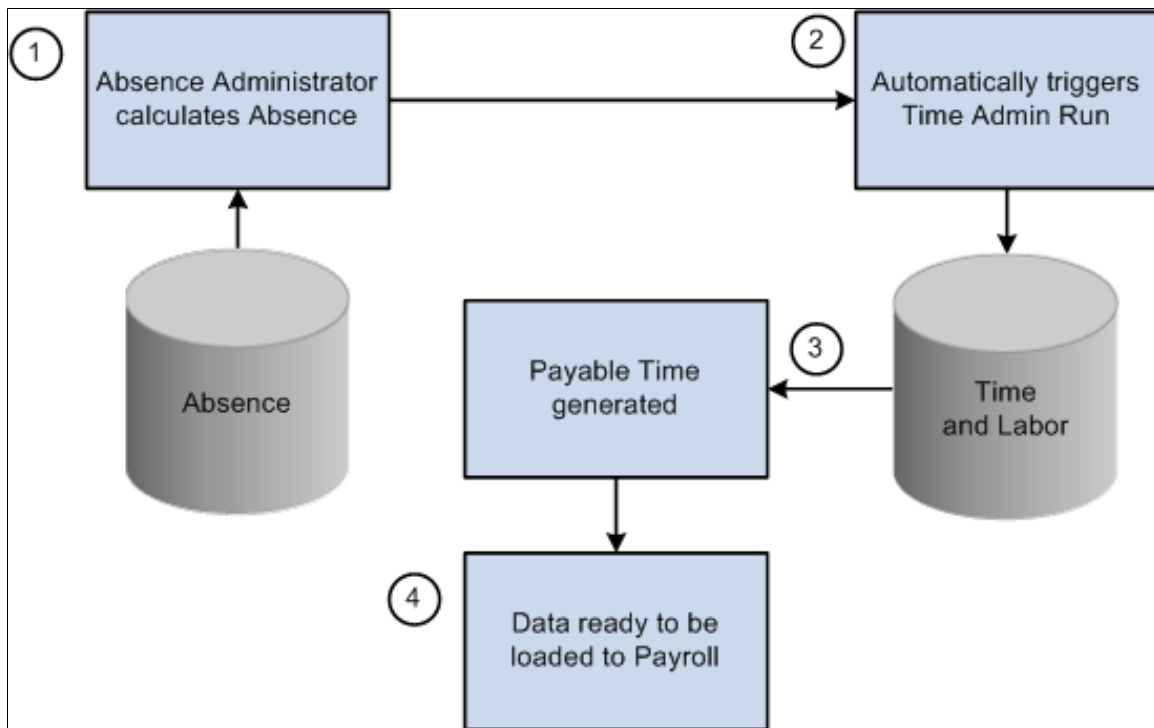 1
Absence Administrator
calculates Absence
2
Automatically triggers
Time Admin Run
Absence
Payable Time
generated
3
Time
and Labor
4
Data ready to be
loaded to Payroll